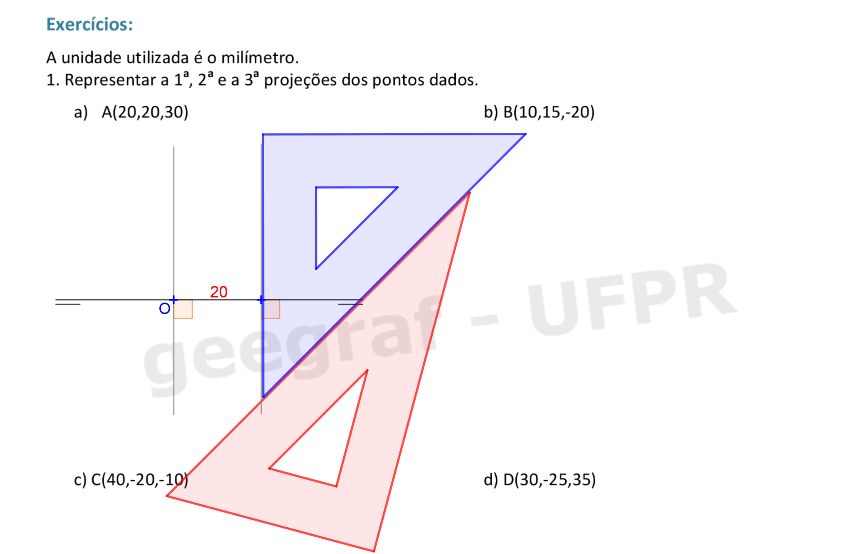 Exercícios:
A unidade utilizada é o milímetro.
1. Representar a 1ª, 2ª e a 3ª projeções dos pontos dados.
a) A(20,20,30)
b) B(10,15,-20)
20
O
geegraf - UFPR
c) C(40,-20,-10)
d) D(30,-25,35)